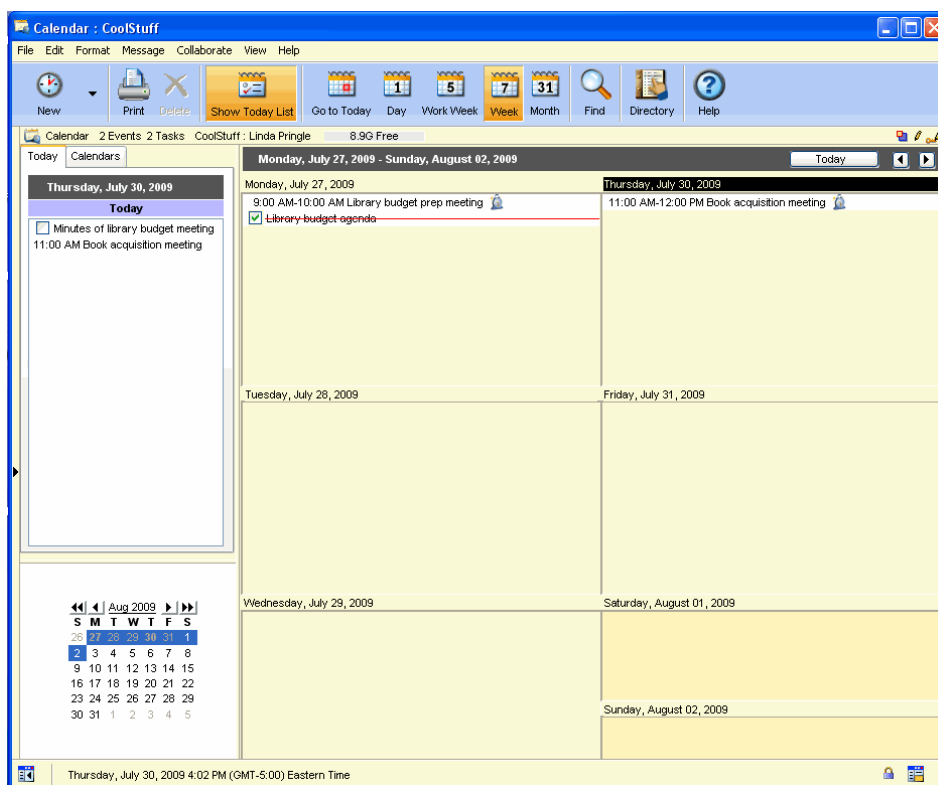 Calendar : CoolStuff
File Edit Format Message Collaborate View Help
New Print Delete Show Today List Go to Today 1 Day 5 Work Week 7 Week 31 Month Find Directory Help
Calendar 2 Events 2 Tasks CoolStuff : Linda Pringle 8.9G Free
Today Calendars
Thursday, July 30, 2009
Today
Minutes of library budget meeting
11:00 AM Book acquisition meeting
Monday, July 27, 2009 - Sunday, August 02, 2009 Today
Monday, July 27, 2009
9:00 AM-10:00 AM Library budget prep meeting
Library budget agenda
Thursday, July 30, 2009
11:00 AM-12:00 PM Book acquisition meeting
Tuesday, July 28, 2009
Friday, July 31, 2009
Wednesday, July 29, 2009
Saturday, August 01, 2009
Sunday, August 02, 2009
Aug 2009
S M T W T F S
26 27 28 29 30 31 1
2 3 4 5 6 7 8
9 10 11 12 13 14 15
16 17 18 19 20 21 22
23 24 25 26 27 28 29
30 31 1 2 3 4 5
Thursday, July 30, 2009 4:02 PM (GMT-5:00) Eastern Time